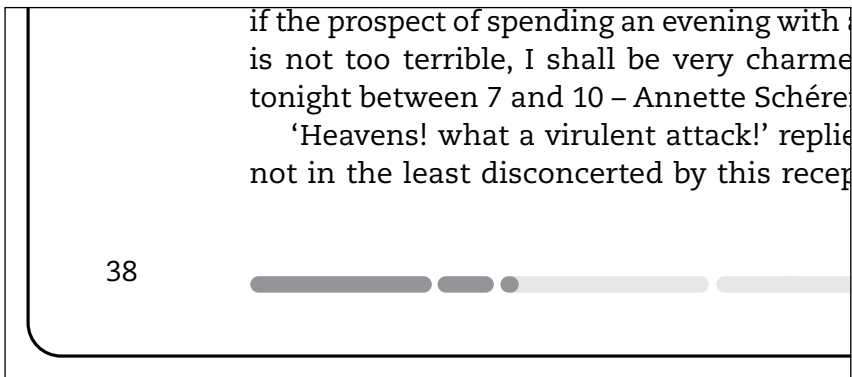 if the prospect of spending an evening with
is not too terrible, I shall be very
tonight between 7 and 10 – Annette
‘Heavens! what a virulent attack!’
not in the least disconcerted by this
38